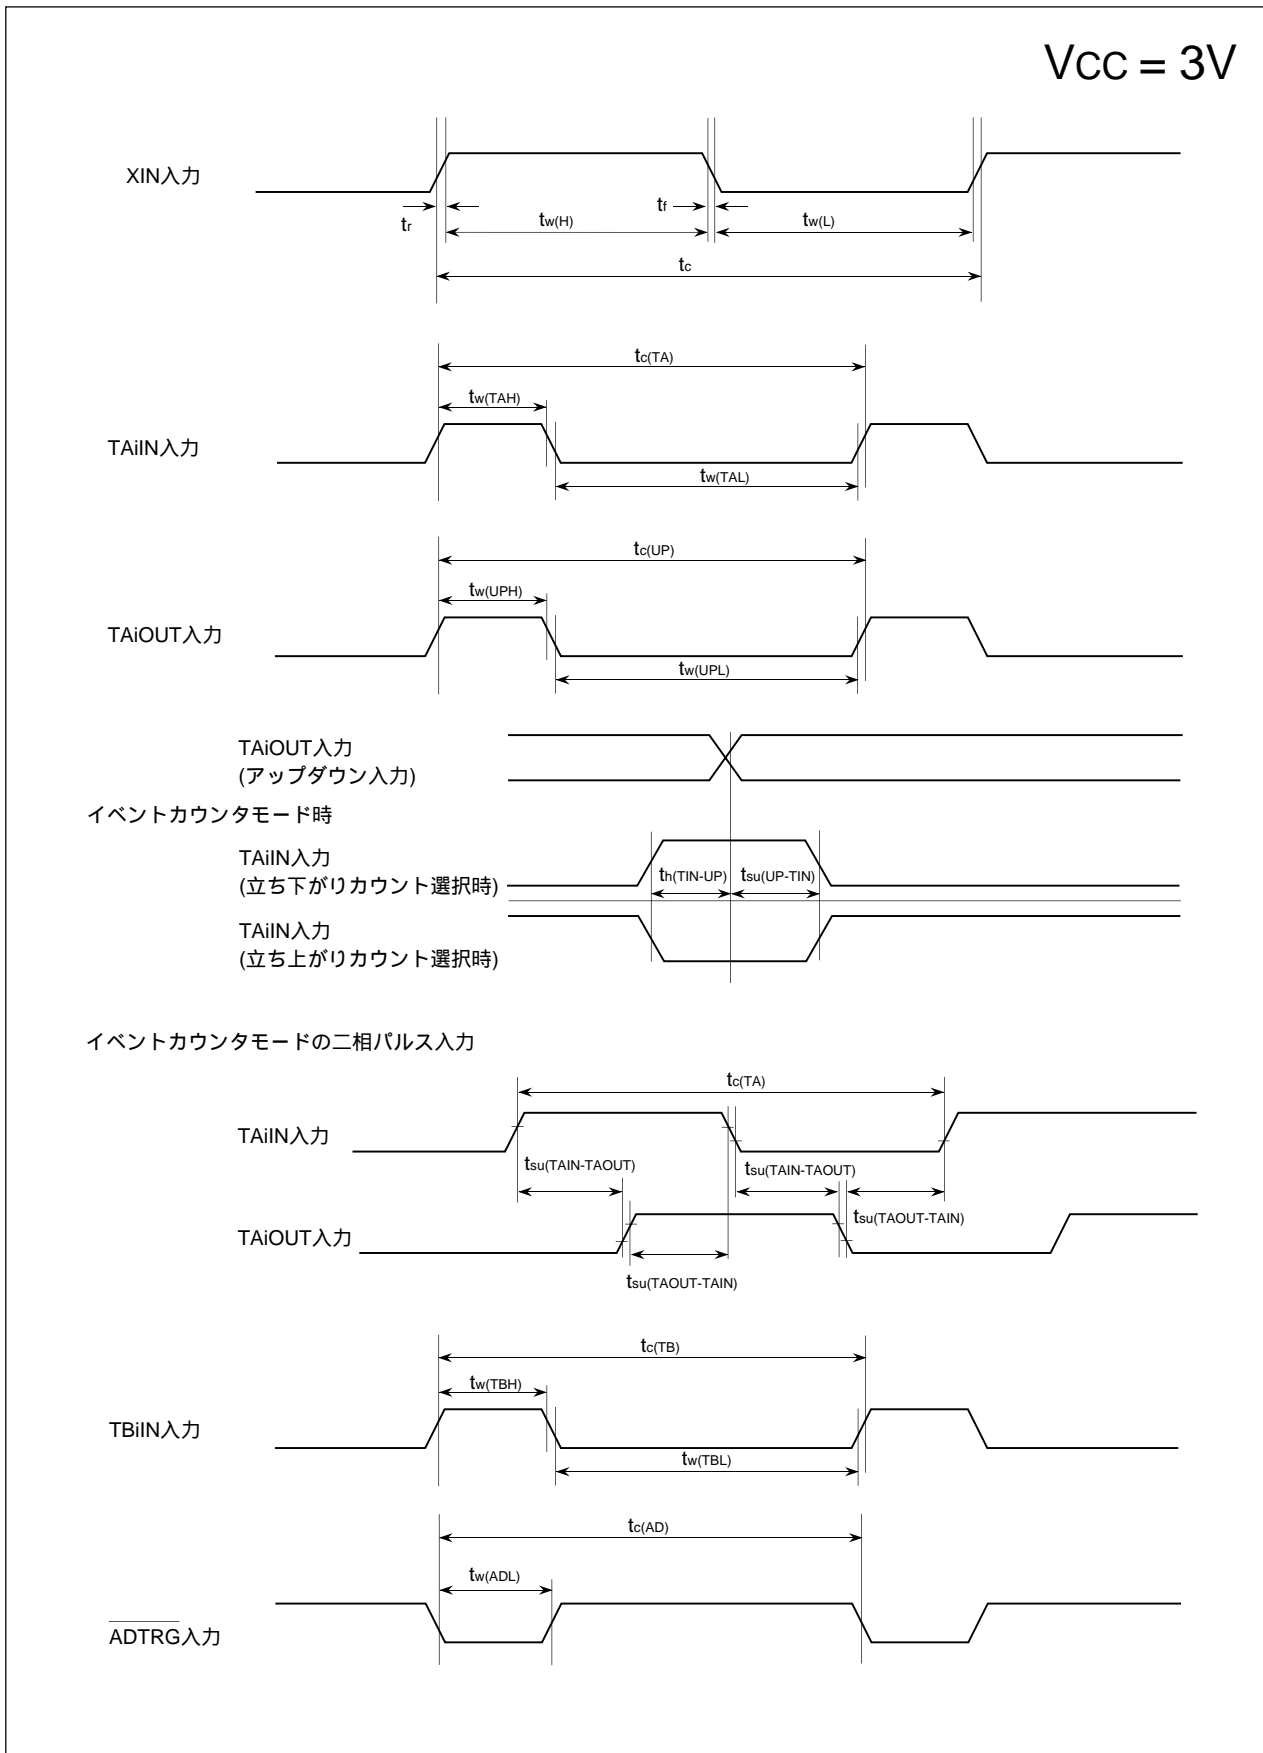 VCC = 3V
XIN入力
tr
tw(H)
tf
tw(L)
tc
tc(TA)
tw(TAH)
TAiIN入力
tw(TAL)
tc(UP)
tw(UPH)
TAiOUT入力
tw(UPL)
TAiOUT入力
(アップダウン入力)
イベントカウンタモード時
TAiIN入力
(立ち下がりカウント選択時)
th(TIN-UP)
tsu(UP-TIN)
TAiIN入力
(立ち上がりカウント選択時)
イベントカウンタモードの二相パルス入力
tc(TA)
TAiIN入力
tsu(TAIN-TAOUT)
tsu(TAIN-TAOUT)
tsu(TAOUT-TAIN)
TAiOUT入力
tsu(TAOUT-TAIN)
tc(TB)
tw(TBH)
TBiIN入力
tw(TBL)
tc(AD)
tw(ADL)
ADTRG入力